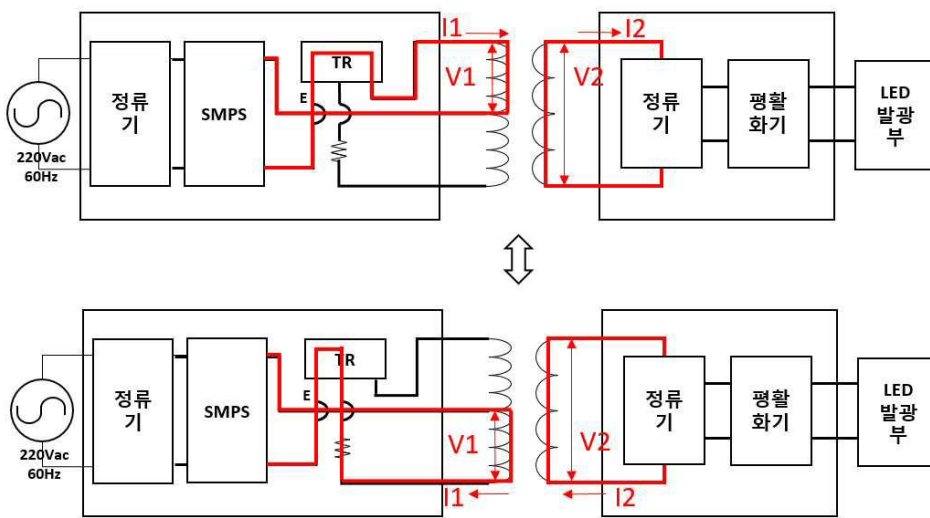 I1
I2
TR
V1
V2
E
정류
기
SMPS
정류
기
평활
화기
LED
발광
부
220Vac
60Hz
TR
E
정류
기
SMPS
V1
V2
정류
기
평활
화기
LED
발광
부
220Vac
60Hz
I1
I2